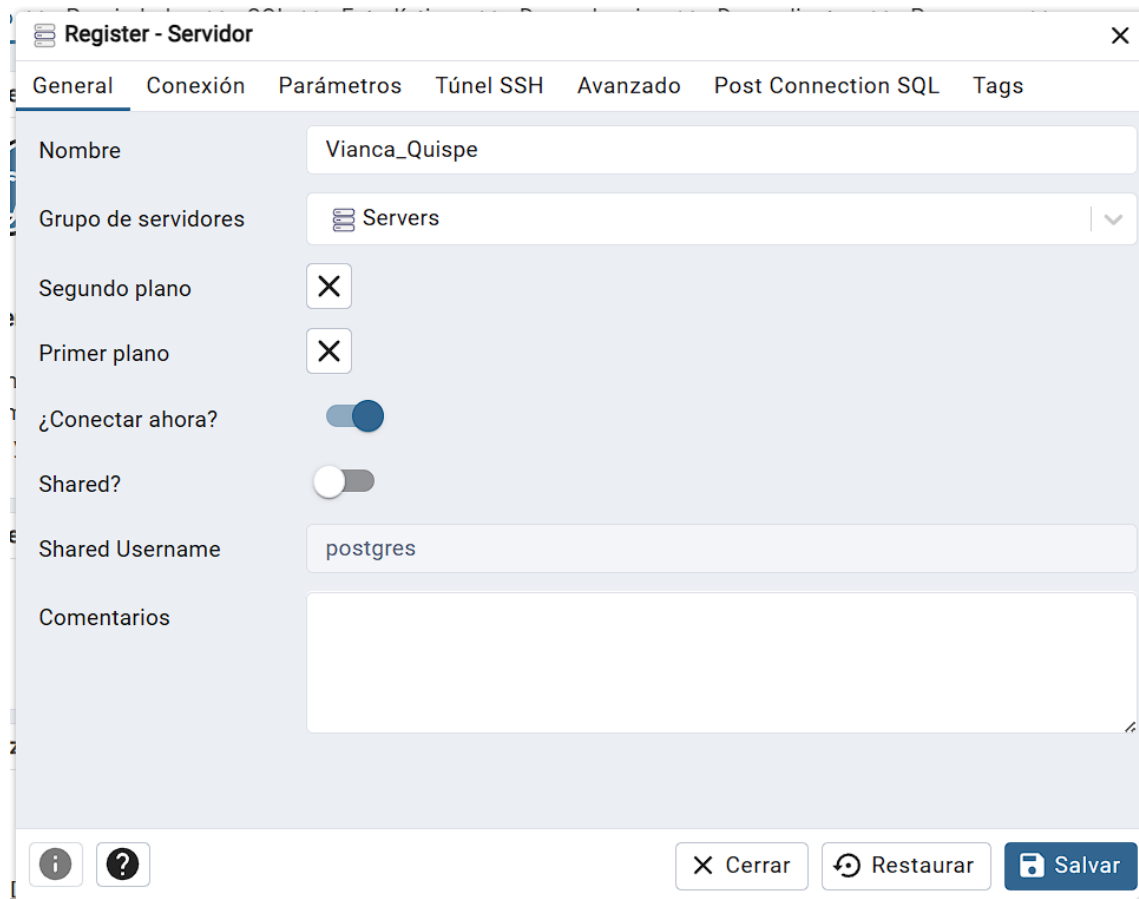 Register - Servidor
General Conexión Parámetros Túnel SSH Avanzado Post Connection SQL Tags
Nombre Vianca_Quispe
Grupo de servidores Servers
Segundo plano
Primer plano
¿Conectar ahora?
Shared?
Shared Username postgres
Comentarios
Cerrar Restaurar Salvar